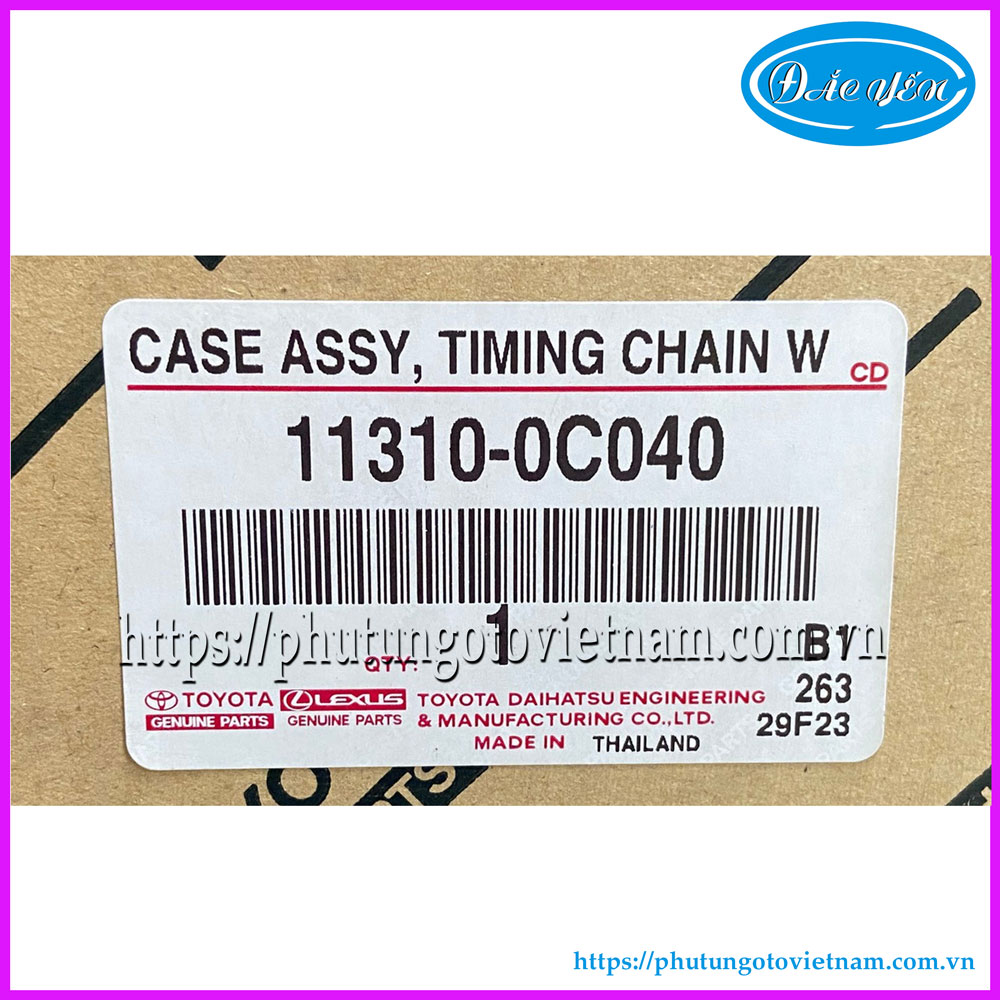 ĐẮC YẾN
CASE ASSY, TIMING CHAIN W
CD
11310-0C040
https://phutungotovietnam.com.vn
QTY: 1
B1
263
29F23
TOYOTA
GENUINE PARTS
LEXUS
GENUINE PARTS
TOYOTA DAIHATSU ENGINEERING
& MANUFACTURING CO., LTD.
MADE IN THAILAND
https://phutungotovietnam.com.vn